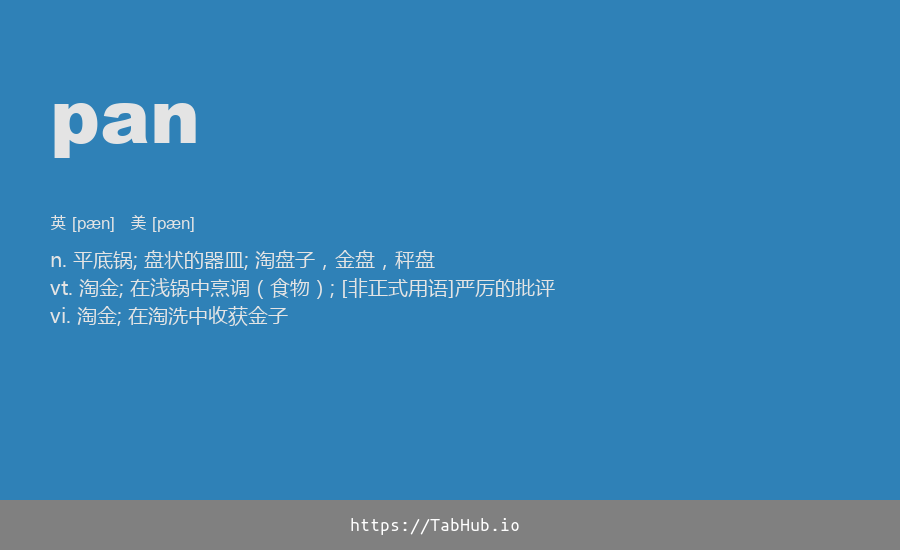 pan
英 [pæn] 美 [pæn]
n. 平底锅; 盘状的器皿; 淘盘子，金盘，秤盘
vt. 淘金; 在浅锅中烹调（食物）; [非正式用语]严厉的批评
vi. 淘金; 在淘洗中收获金子
https://TabHub.io